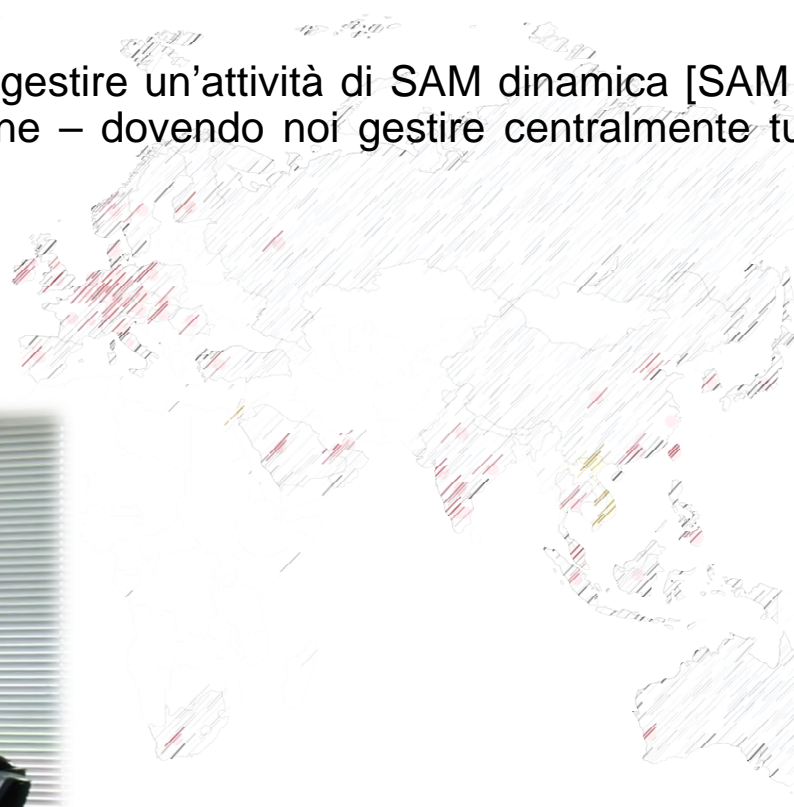 gestire un’attività di SAM dinamica [SAM
ne – dovendo noi gestire centralmente tu